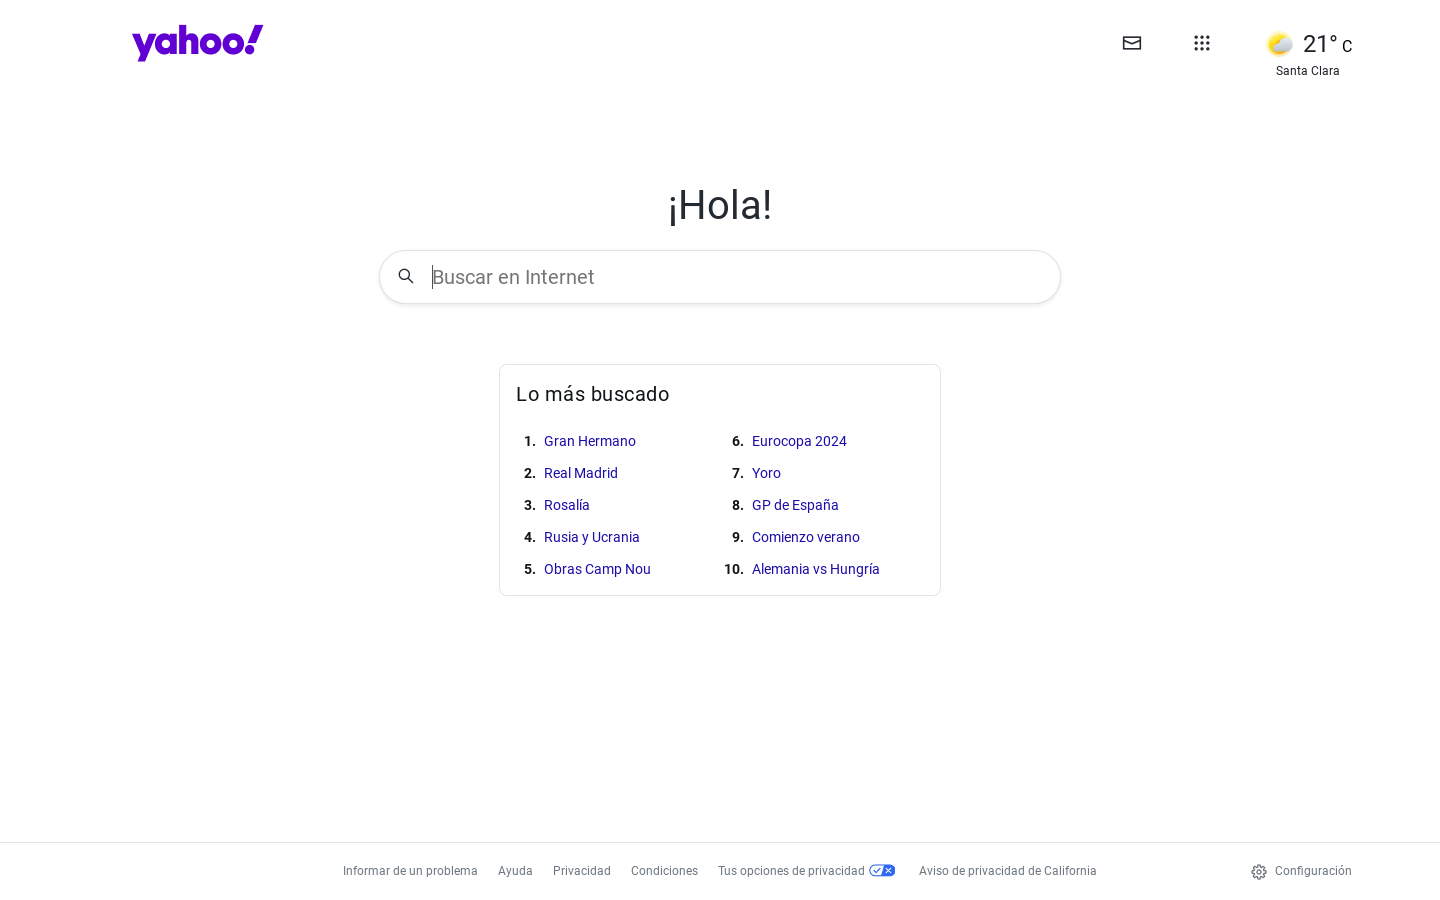 yahoo!
21° C
Santa Clara
¡Hola!
Buscar en Internet
Lo más buscado
1. Gran Hermano
2. Real Madrid
3. Rosalía
4. Rusia y Ucrania
5. Obras Camp Nou
6. Eurocopa 2024
7. Yoro
8. GP de España
9. Comienzo verano
10. Alemania vs Hungría
Informar de un problema Ayuda Privacidad Condiciones Tus opciones de privacidad Aviso de privacidad de California Configuración